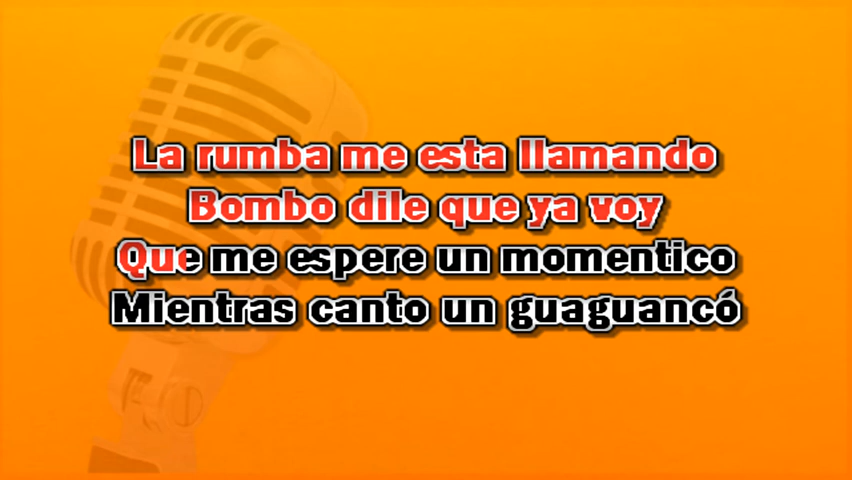 La rumba me esta llamando
Bombo dile que ya voy
Que me espere un momentico
Mientras canto un guaguancó